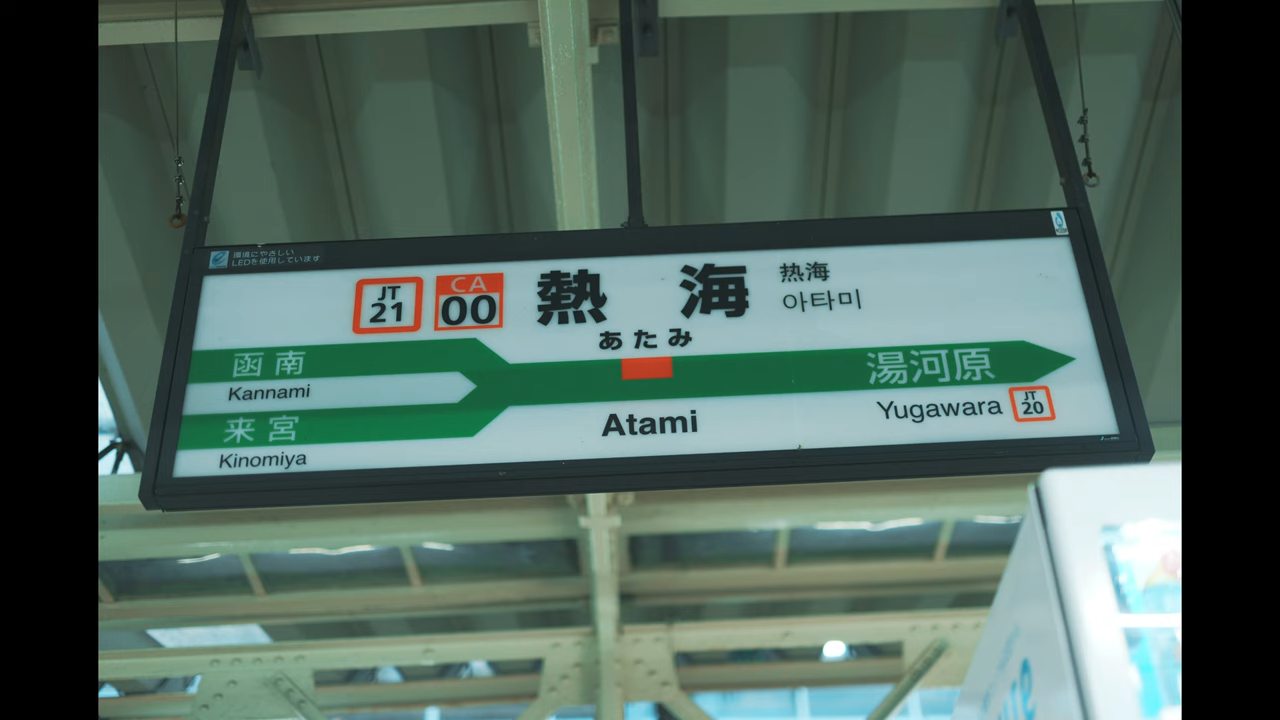 環境にやさしい
LEDを使用しています
JT
21
CA
00
熱海
热海
아타미
あたみ
函南
Kannami
来宮
Kinomiya
湯河原
Yugawara
JT
20
Atami